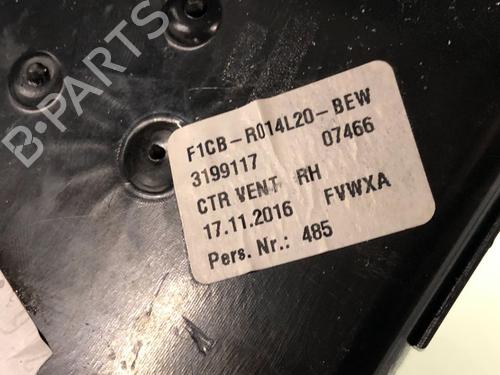 B-PARTS
F1CB-R014L20-BEW
3199117 07466
CTR VENT RH
17.11.2016 FVWXA
Pers. Nr.: 485